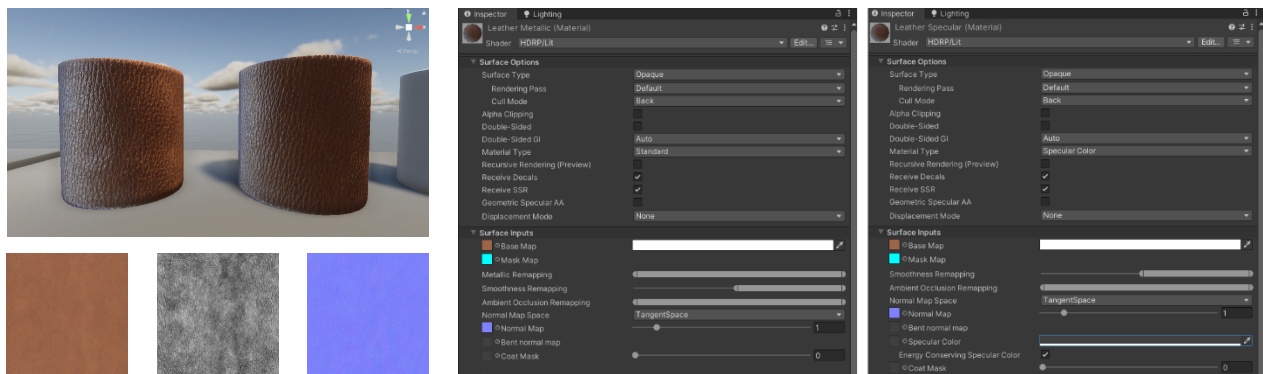 Persp
Inspector Lighting
Leather Metallic (Material)
Shader HDRP/Lit Edit...
Surface Options
Surface Type Opaque
Rendering Pass Default
Cull Mode Back
Alpha Clipping
Double-Sided
Double-Sided GI Auto
Material Type Standard
Recursive Rendering (Preview)
Receive Decals
Receive SSR
Geometric Specular AA
Displacement Mode None
Surface Inputs
Base Map
Mask Map
Metallic Remapping
Smoothness Remapping
Ambient Occlusion Remapping
Normal Map Space TangentSpace
Normal Map 1
Bent normal map
Coat Mask 0
Inspector Lighting
Leather Specular (Material)
Shader HDRP/Lit Edit...
Surface Options
Surface Type Opaque
Rendering Pass Default
Cull Mode Back
Alpha Clipping
Double-Sided
Double-Sided GI Auto
Material Type Specular Color
Recursive Rendering (Preview)
Receive Decals
Receive SSR
Geometric Specular AA
Displacement Mode None
Surface Inputs
Base Map
Mask Map
Smoothness Remapping
Ambient Occlusion Remapping
Normal Map Space TangentSpace
Normal Map 1
Bent normal map
Specular Color
Energy Conserving Specular Color
Coat Mask 0